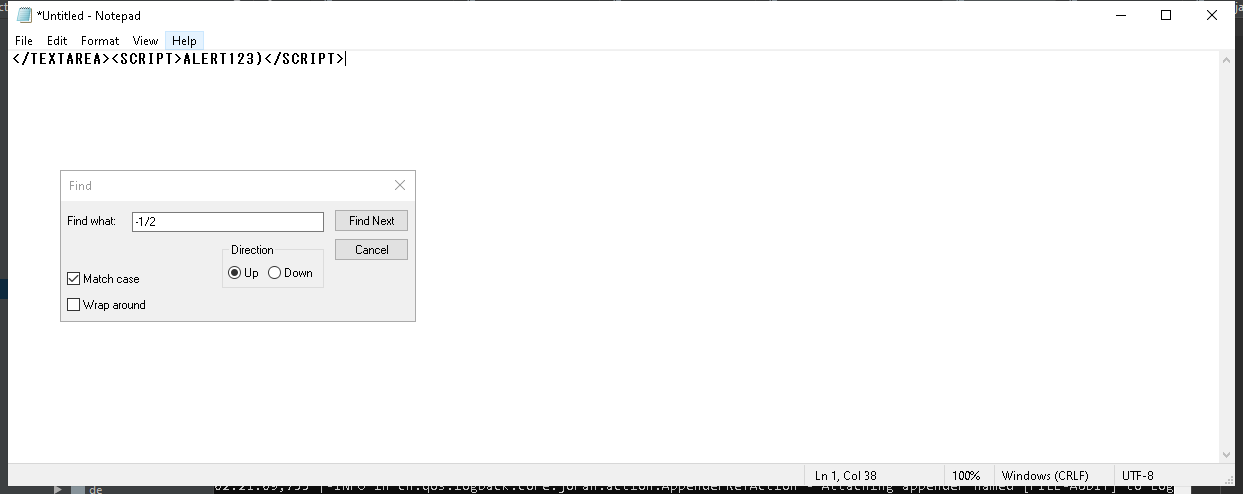 *Untitled - Notepad
File Edit Format View Help
</TEXTAREA><SCRIPT>ALERT123)</SCRIPT>
Find
Find what: -1/2 Find Next
Direction Cancel
Up Down
Match case
Wrap around
Ln 1, Col 38 100% Windows (CRLF) UTF-8
de